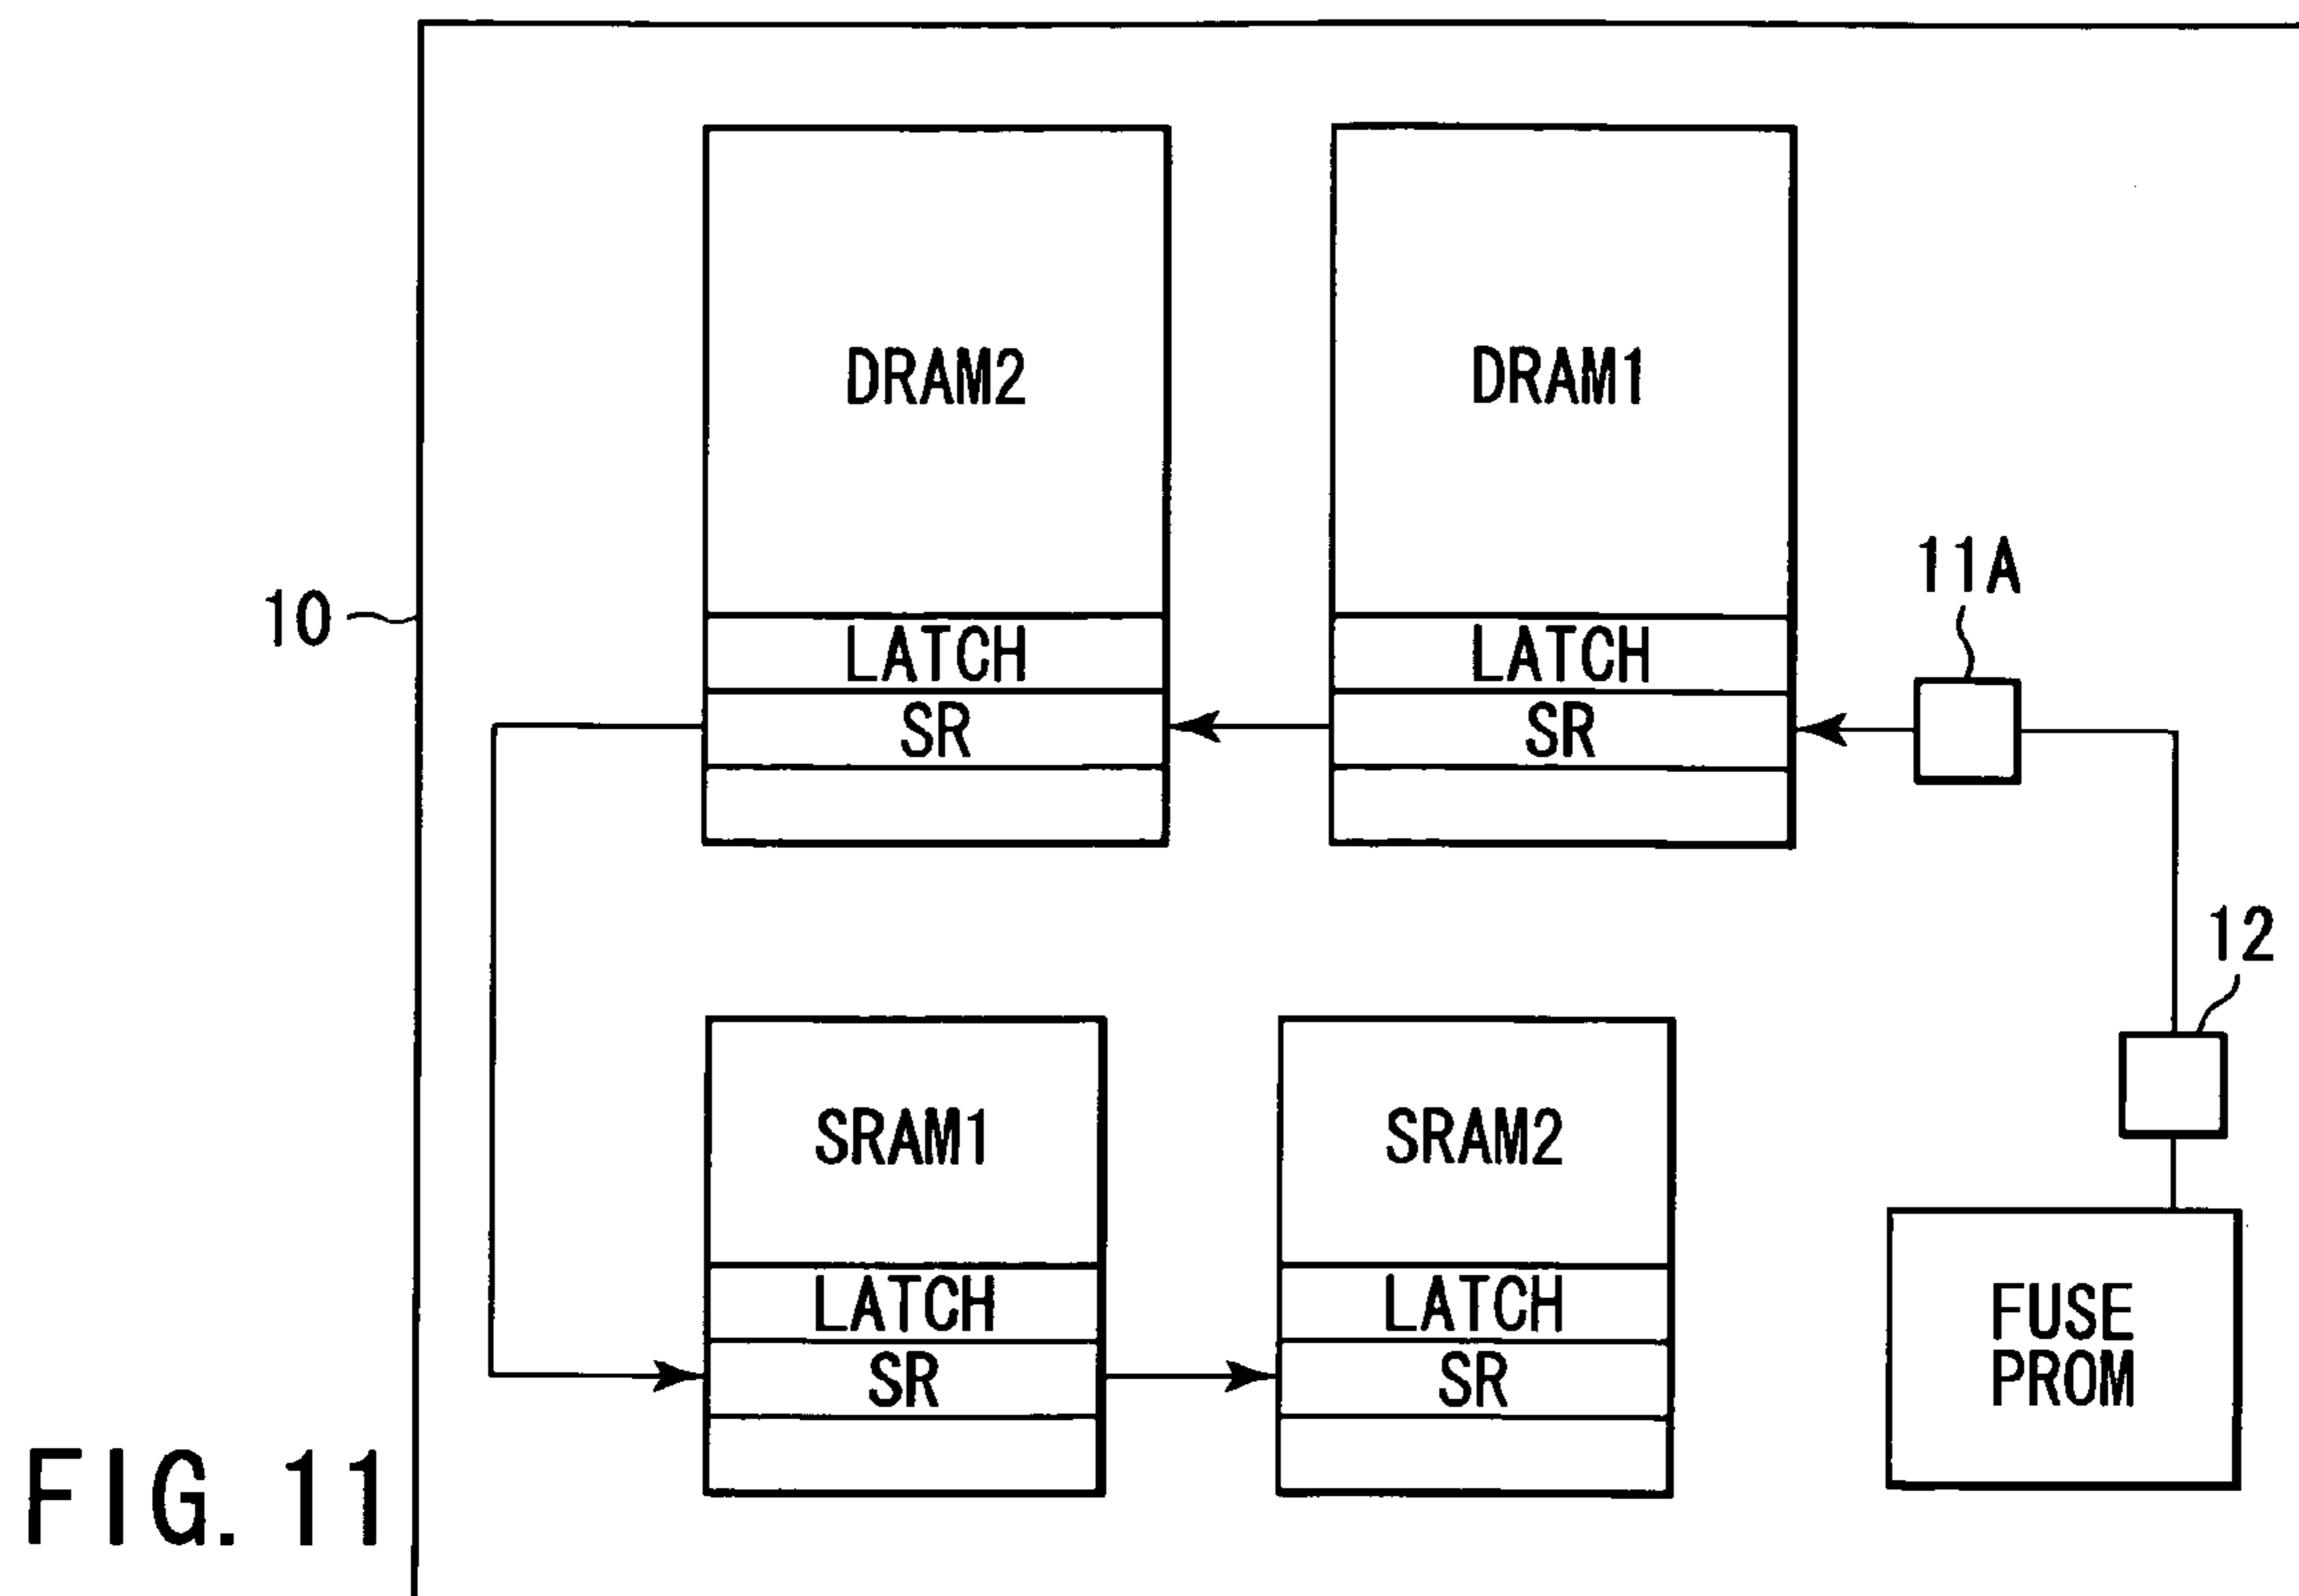 DRAM2
DRAM1
11A
10
LATCH
LATCH
SR
SR
12
SRAM1
SRAM2
LATCH
LATCH
FUSE
PROM
SR
SR
FIG. 11